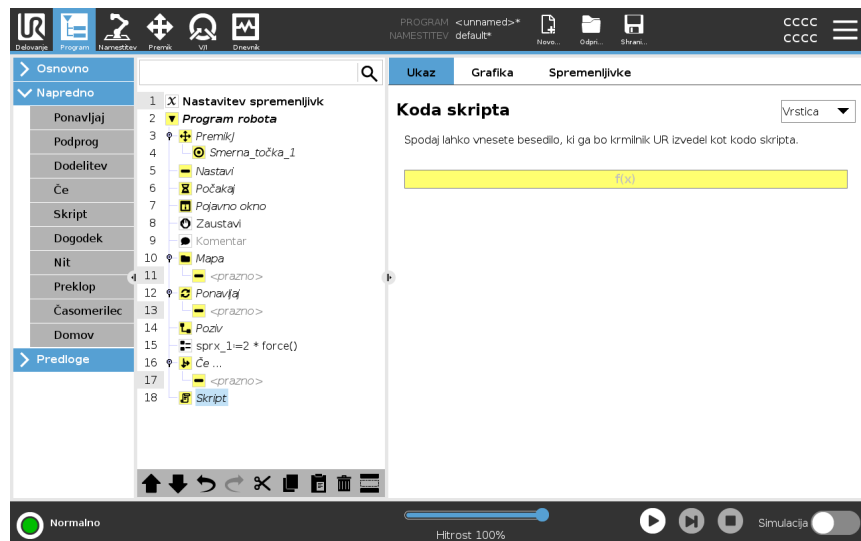 PROGRAM <unnamed>*
NAMESTITEV default*
cccc
cccc
Delovanje Program Namestitev Premik V/I Dnevnik Novo... Odpri... Shrani...
Osnovno
Napredno
Ponavljaj
Podprog
Dodelitev
Če
Skript
Dogodek
Nit
Preklop
Časomerilec
Domov
Predloge
1 X Nastavitev spremenljivk
2 Program robota
3 PremikJ
4 Smerna_točka_1
5 Nastavi
6 Počakaj
7 Pojavno okno
8 Zaustavi
9 Komentar
10 Mapa
11 <prazno>
12 Ponavljaj
13 <prazno>
14 Poziv
15 sprx_1≔2 * force()
16 Če ...
17 <prazno>
18 Skript
Ukaz Grafika Spremenljivke
Koda skripta
Vrstica
Spodaj lahko vnesete besedilo, ki ga bo krmilnik UR izvedel kot kodo skripta.
f(x)
Normalno
Hitrost 100%
Simulacija